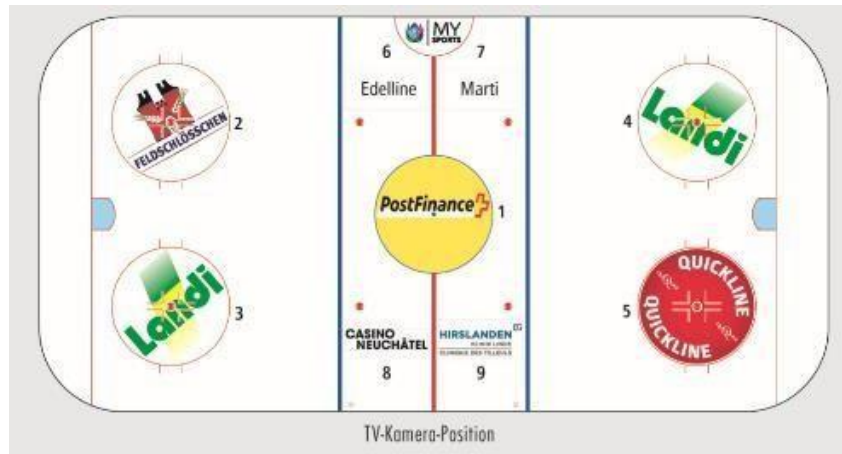 MY
SPORTS
6
7
Edelline
Marti
FELDSCHLÖSSCHEN
2
4
Landi
PostFinance
1
Landi
3
5
QUICKLINE
QUICKLINE
CASINO
NEUCHÂTEL
HIRSLANDEN
8
9
TV-Kamera-Position